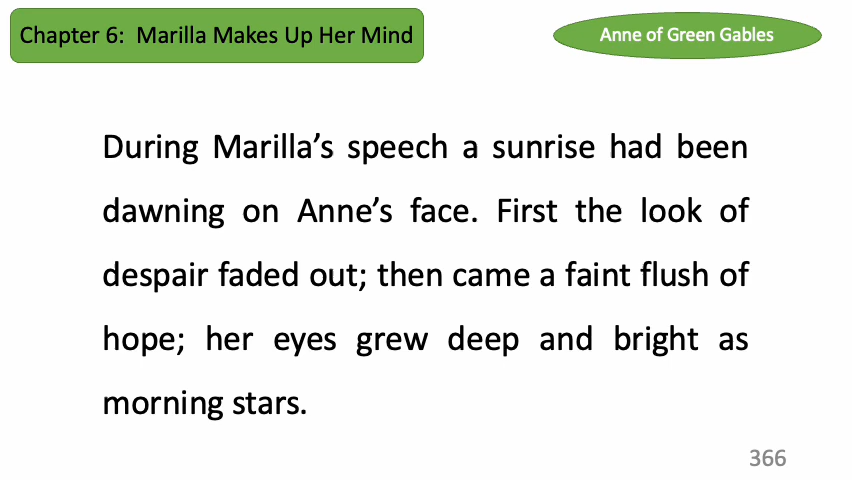 Chapter 6:  Marilla Makes Up Her Mind
Anne of Green Gables
During Marilla’s speech a sunrise had been
dawning on Anne’s face. First the look of
despair faded out; then came a faint flush of
hope; her eyes grew deep and bright as
morning stars.
366